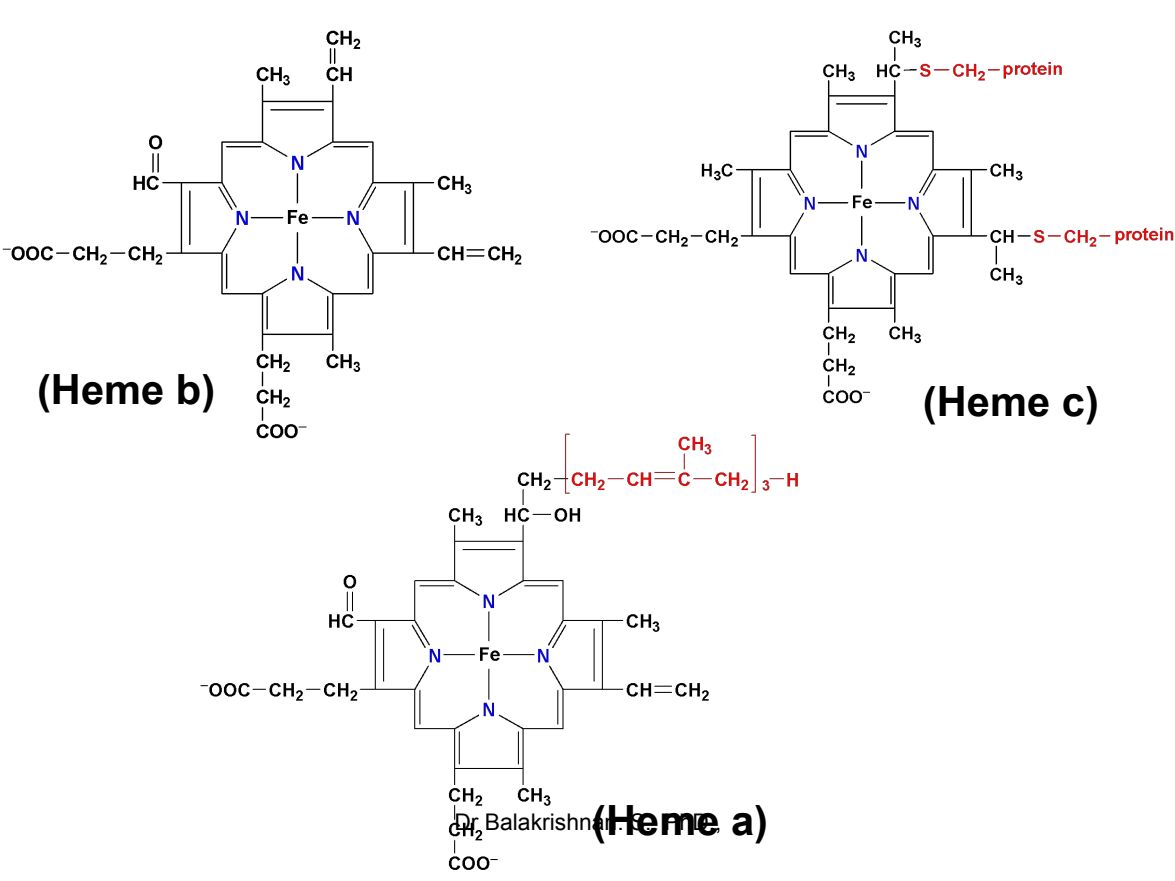 CH₂
CH₃ CH
O
HC N CH₃
N Fe N
⁻OOC–CH₂–CH₂ CH=CH₂
N
CH₂ CH₃
CH₂
COO⁻
(Heme b)
CH₃
CH₃ HC–S–CH₂–protein
N
H₃C CH₃
N Fe N
⁻OOC–CH₂–CH₂ CH–S–CH₂–protein
N CH₃
CH₂ CH₃
CH₂
COO⁻
(Heme c)
CH₃
CH₂ [CH₂–CH=C–CH₂]₃–H
CH₃ HC–OH
O
N
HC CH₃
N Fe N
⁻OOC–CH₂–CH₂ CH=CH₂
N
CH₂ CH₃
CH₂
COO⁻
(Heme a)
Dr Balakrishnan. S.